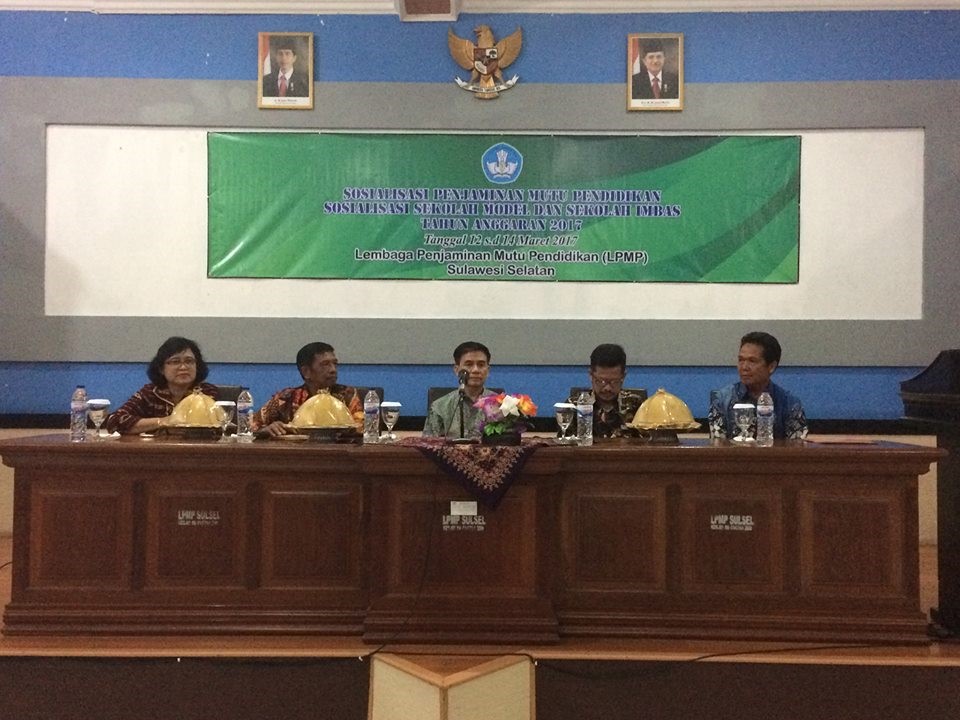 SOSIALISASI PENJAMINAN MUTU PENDIDIKAN
SOSIALISASI SEKOLAH MODEL DAN SEKOLAH IMBAS
TAHUN ANGGARAN 2017
Tanggal 12 s.d 14 Maret 2017
Lembaga Penjaminan Mutu Pendidikan (LPMP)
Sulawesi Selatan
LPMP SULSEL
LPMP SULSEL
LPMP SULSEL